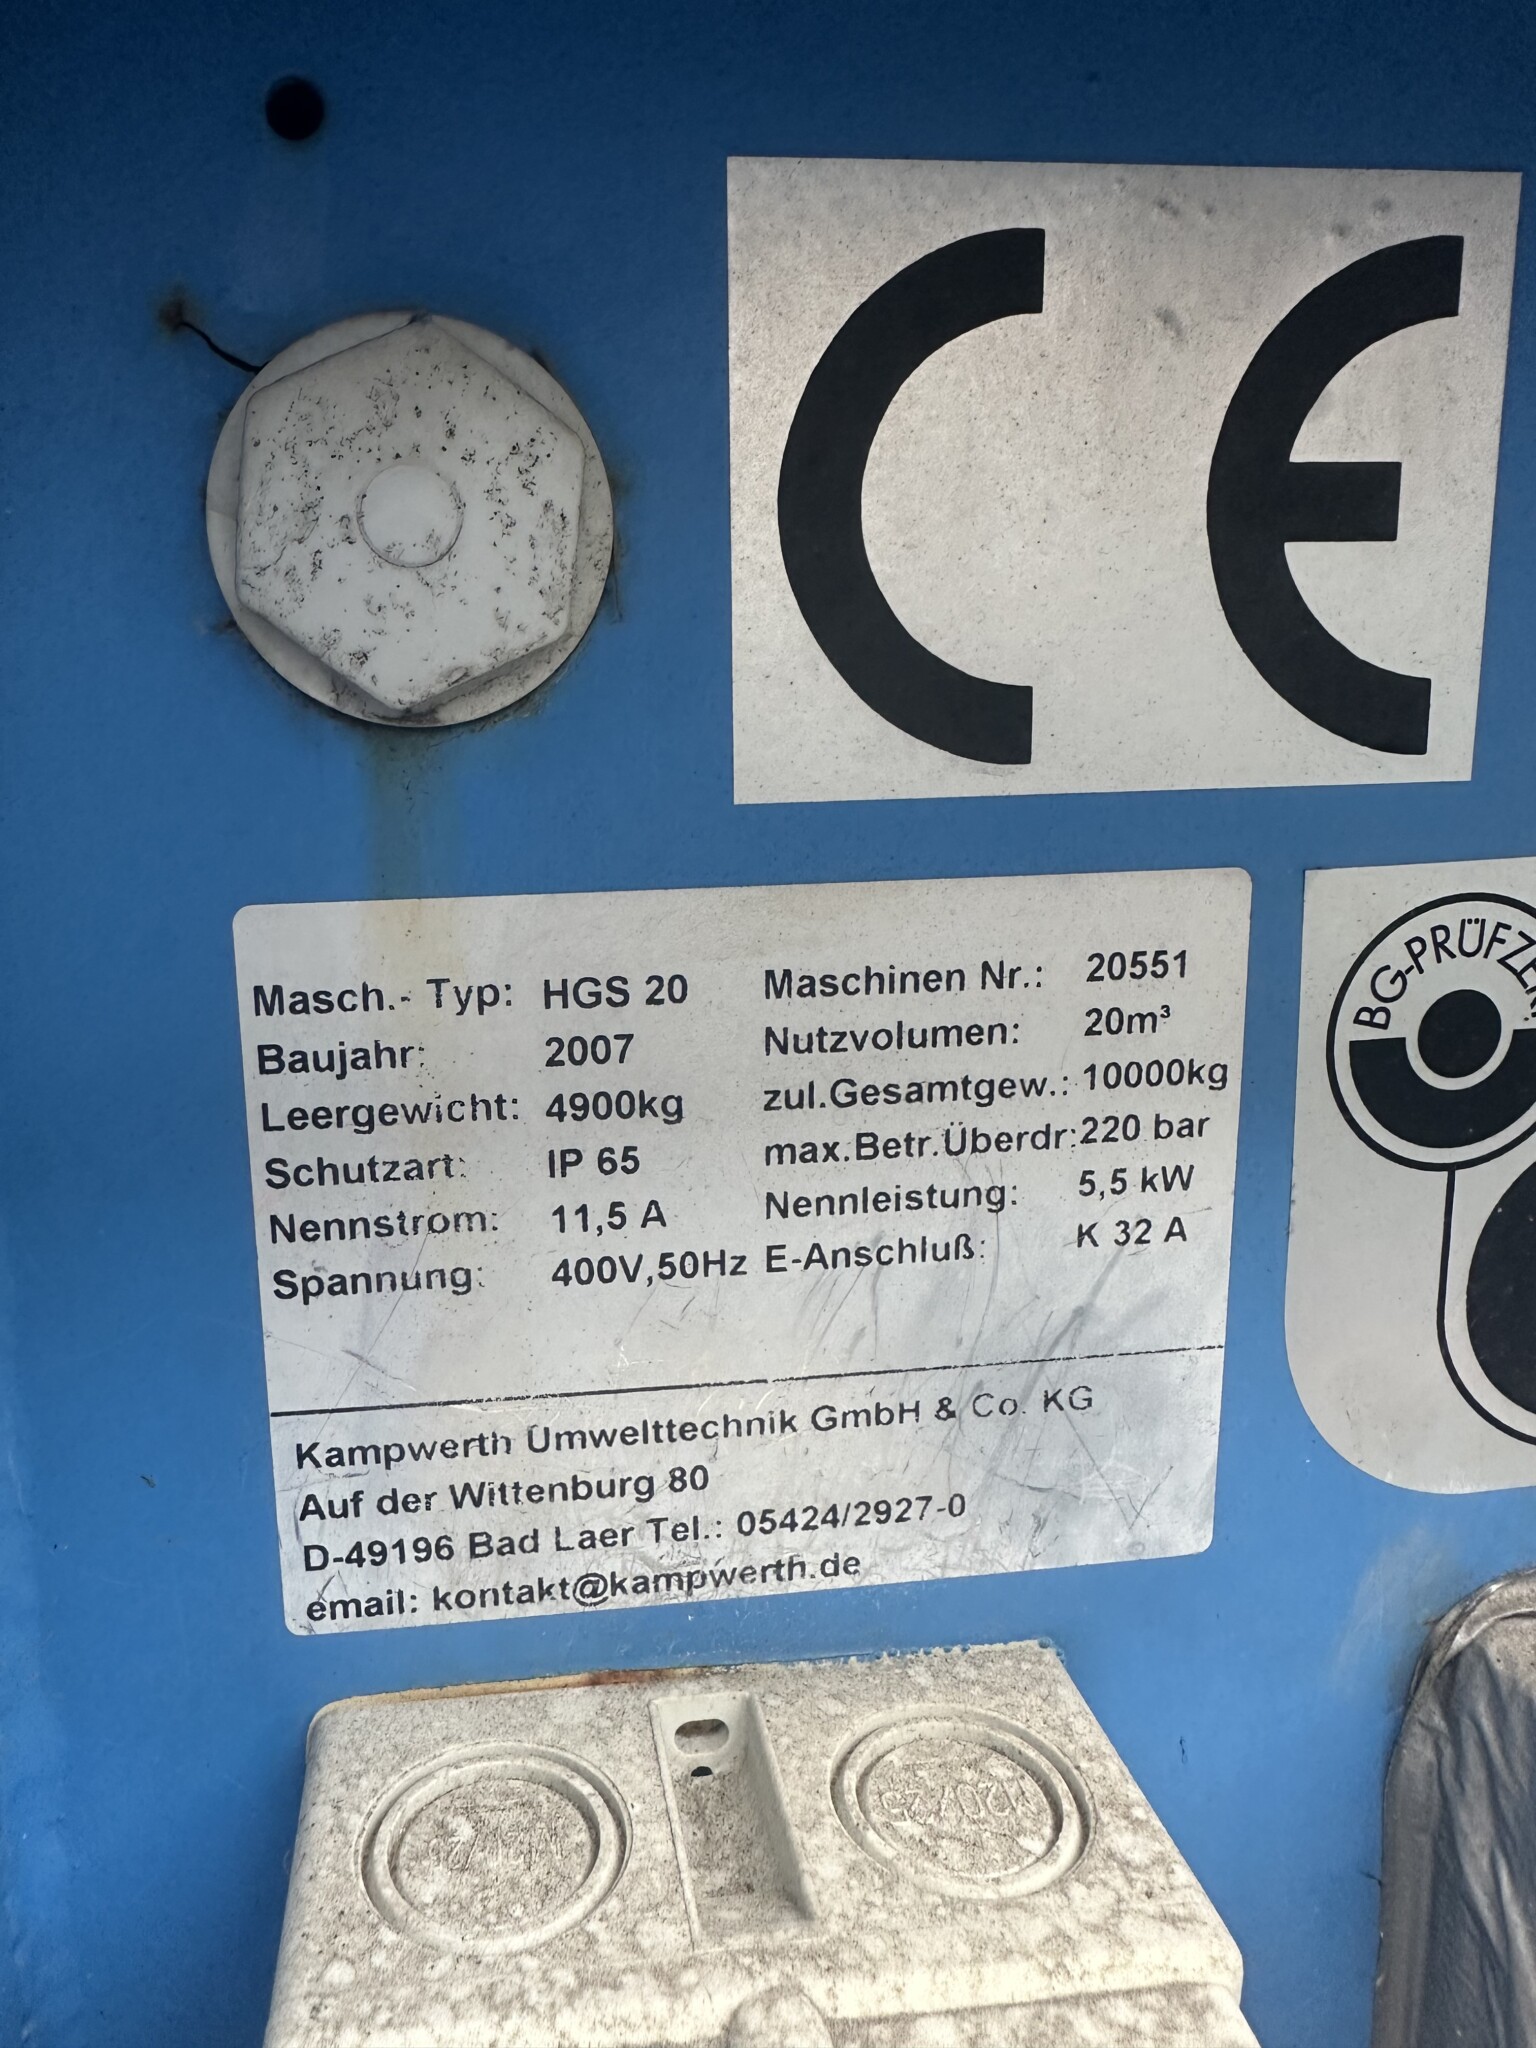 CE
Masch.- Typ: HGS 20 Maschinen Nr.: 20551
Baujahr: 2007 Nutzvolumen: 20m³
Leergewicht: 4900kg zul.Gesamtgew.: 10000kg
Schutzart: IP 65 max.Betr.Überdr: 220 bar
Nennstrom: 11,5 A Nennleistung: 5,5 kW
Spannung: 400V,50Hz E-Anschluß: K 32 A
Kampwerth Umwelttechnik GmbH & Co. KG
Auf der Wittenburg 80
D-49196 Bad Laer Tel.: 05424/2927-0
email: kontakt@kampwerth.de